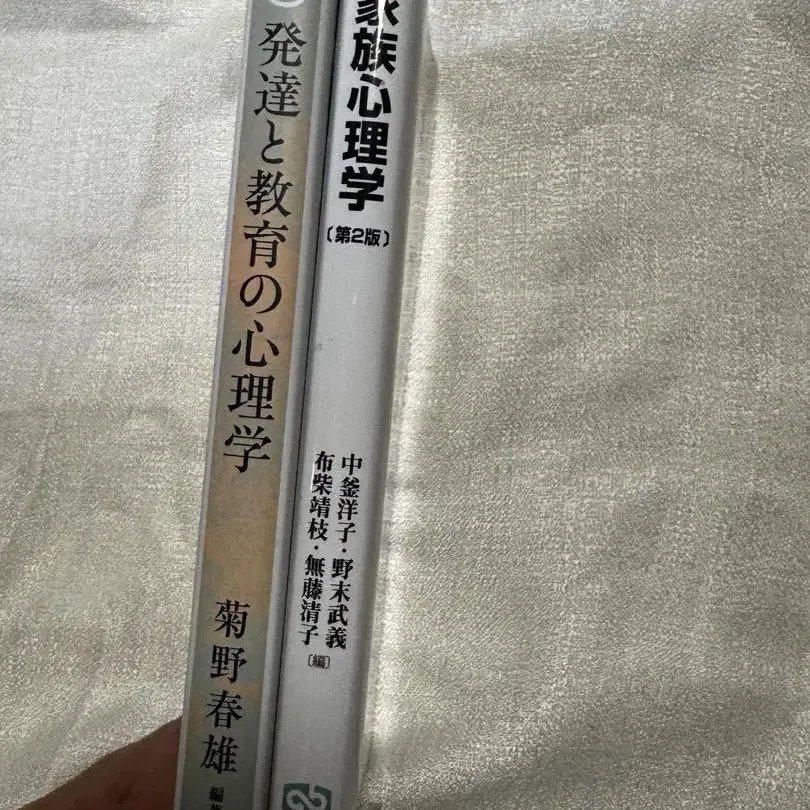 発達と教育の心理学
菊野春雄
編
家族心理学
〔第2版〕
中釜洋子・野末武義
布柴靖枝・無藤清子
〔編〕